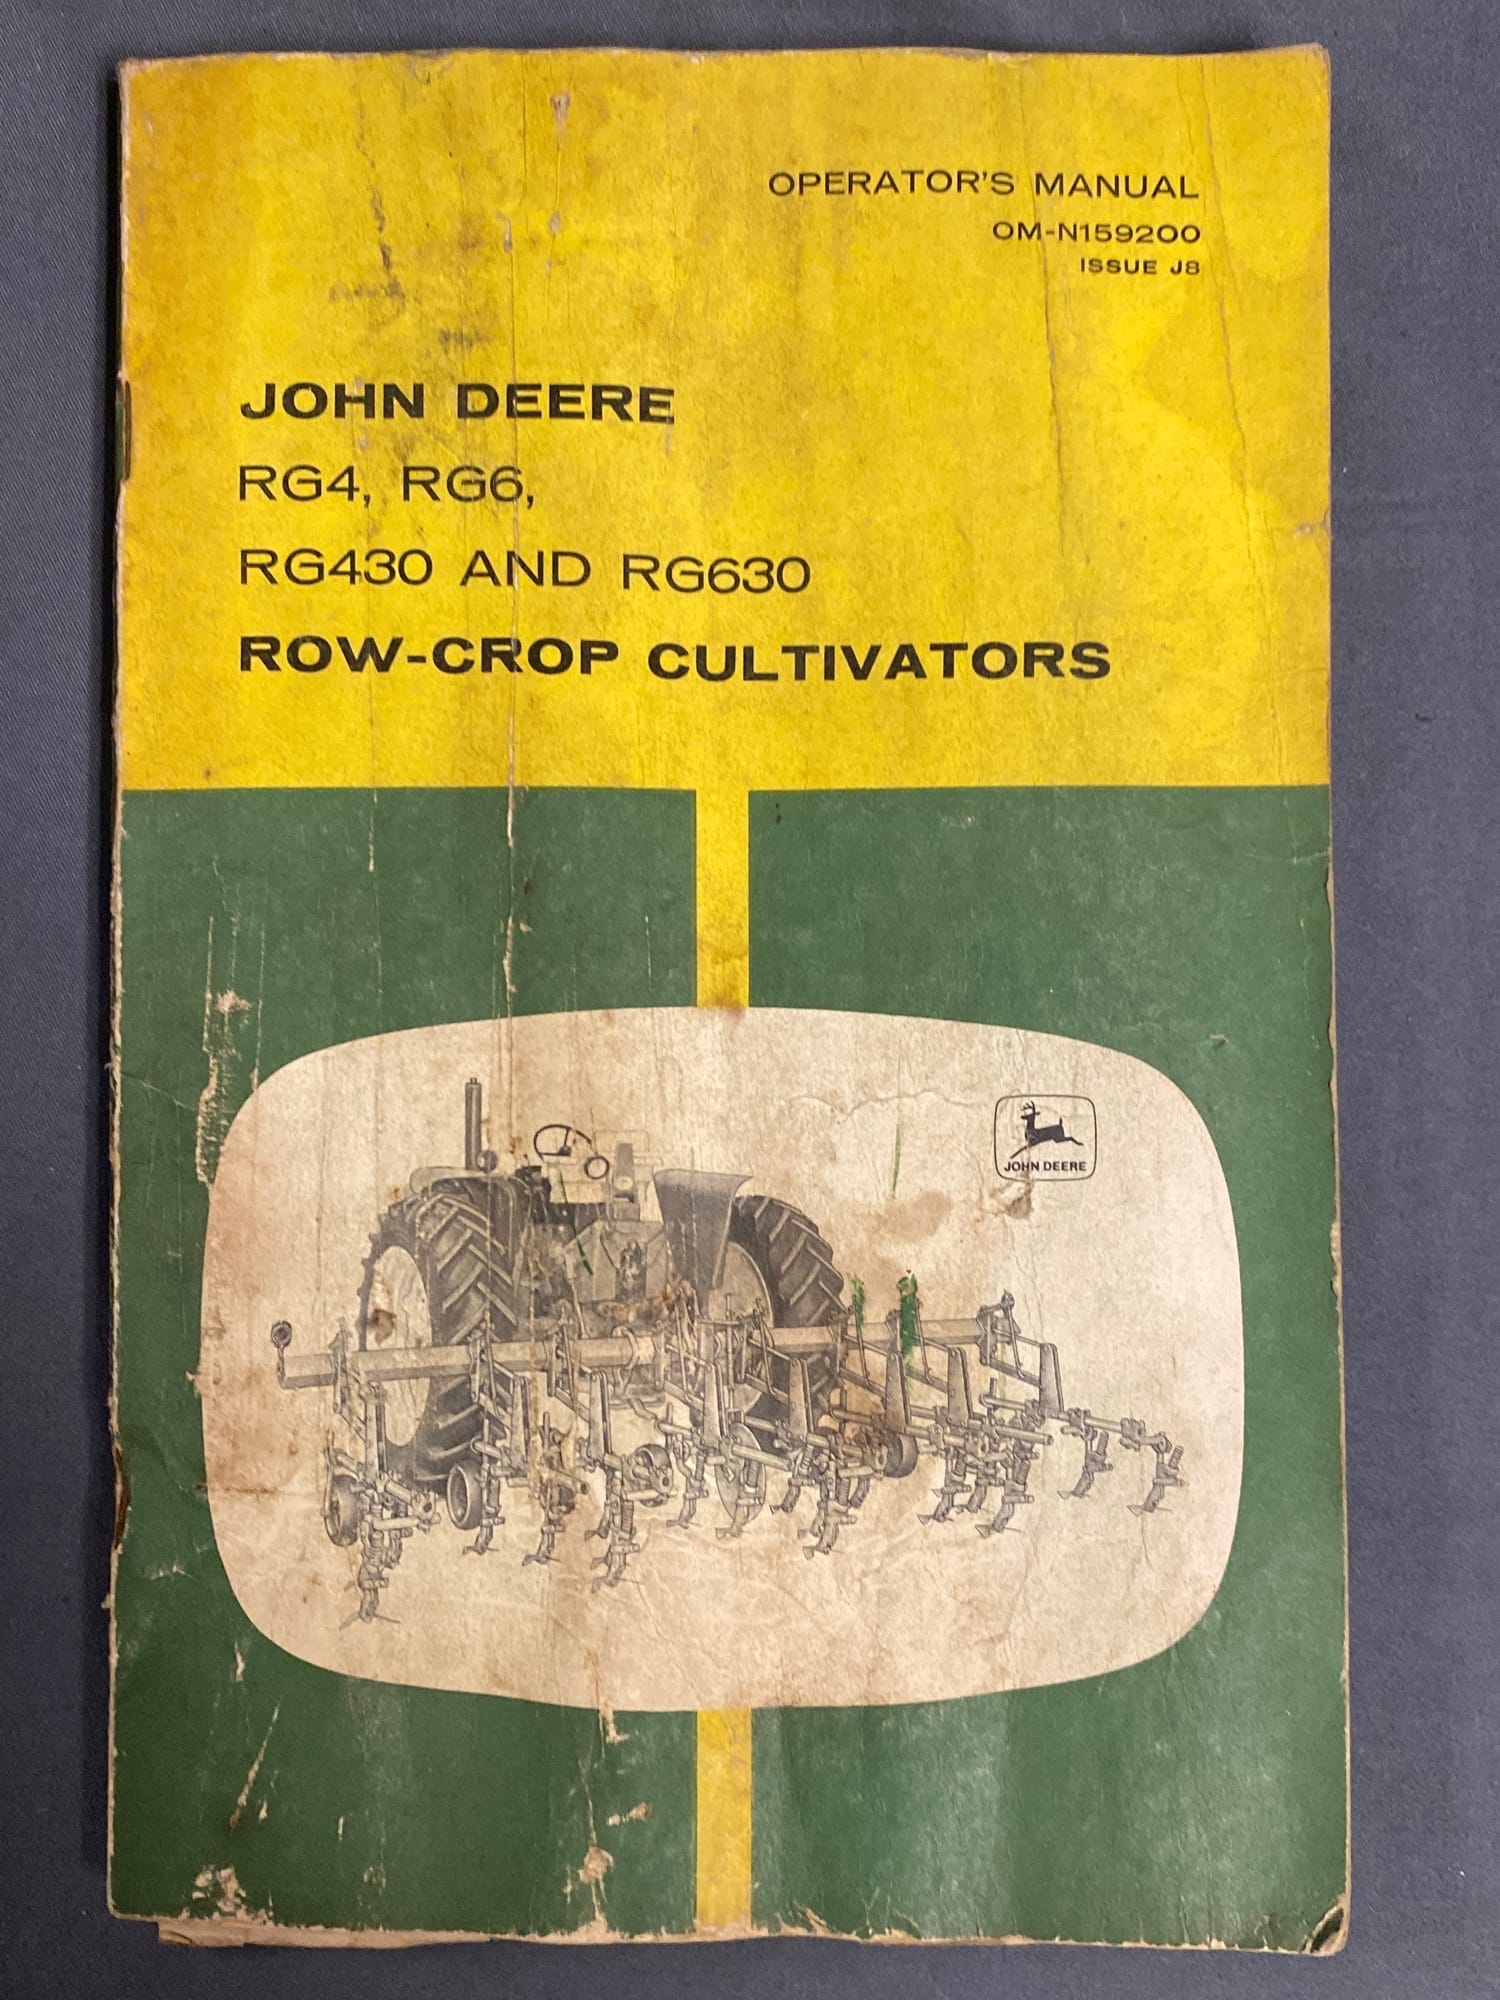 OPERATOR'S MANUAL
OM-N159200
ISSUE J8
JOHN DEERE
RG4, RG6,
RG430 AND RG630
ROW-CROP CULTIVATORS
JOHN DEERE